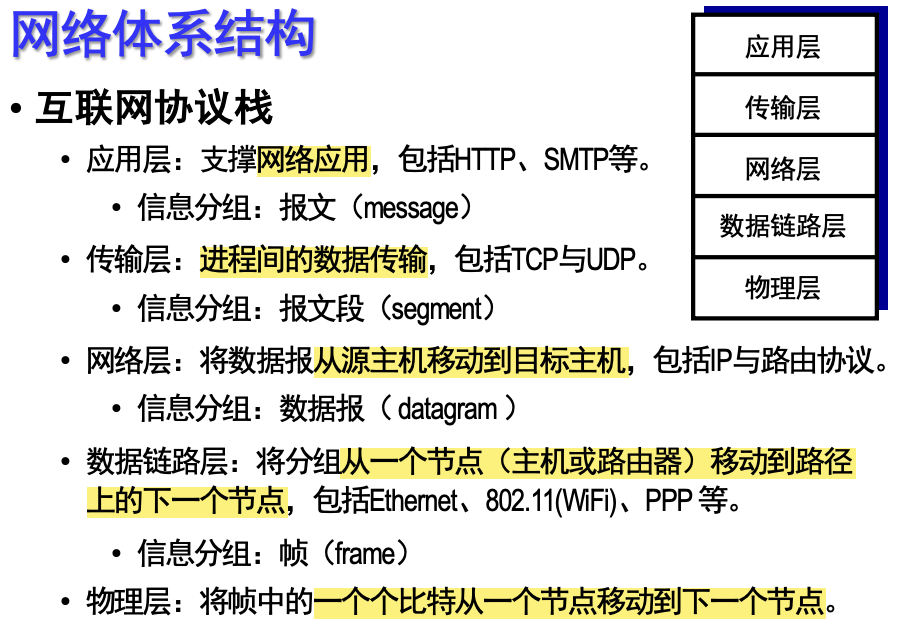 网络体系结构
• 互联网协议栈
• 应用层：支撑网络应用，包括HTTP、SMTP等。
• 信息分组：报文（message）
• 传输层：进程间的数据传输，包括TCP与UDP。
• 信息分组：报文段（segment）
• 网络层：将数据报从源主机移动到目标主机，包括IP与路由协议。
• 信息分组：数据报（ datagram ）
• 数据链路层：将分组从一个节点（主机或路由器）移动到路径
上的下一个节点，包括Ethernet、802.11(WiFi)、PPP 等。
• 信息分组：帧（frame）
• 物理层：将帧中的一个个比特从一个节点移动到下一个节点。
应用层
传输层
网络层
数据链路层
物理层